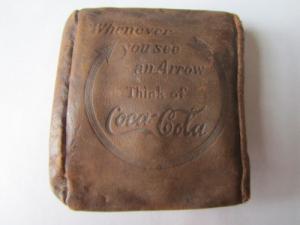 Whenever
you see
an Arrow
Think of
Coca-Cola